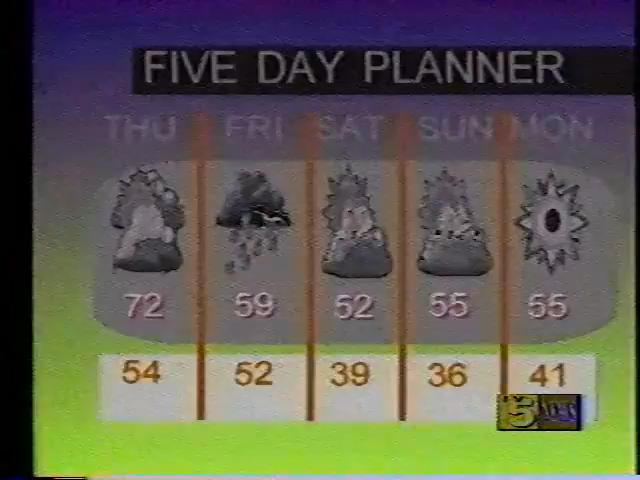 FIVE DAY PLANNER
THU FRI SAT SUN MON
72 59 52 55 55
54 52 39 36 41
5